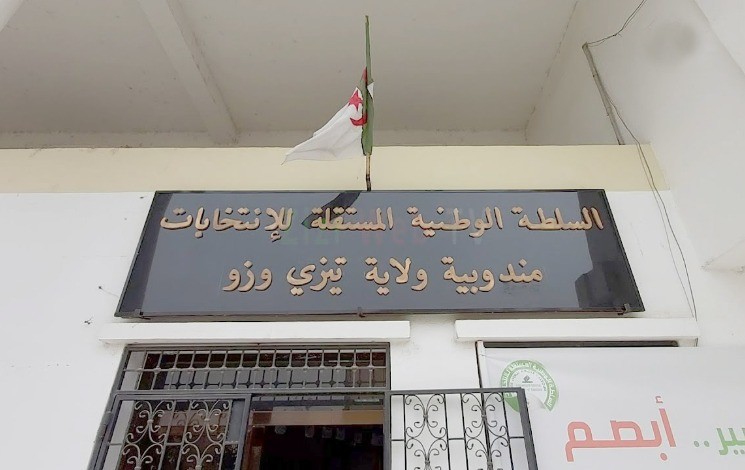 السلطة الوطنية المستقلة للإنتخابات
مندوبية ولاية تيزي وزو
أبصم